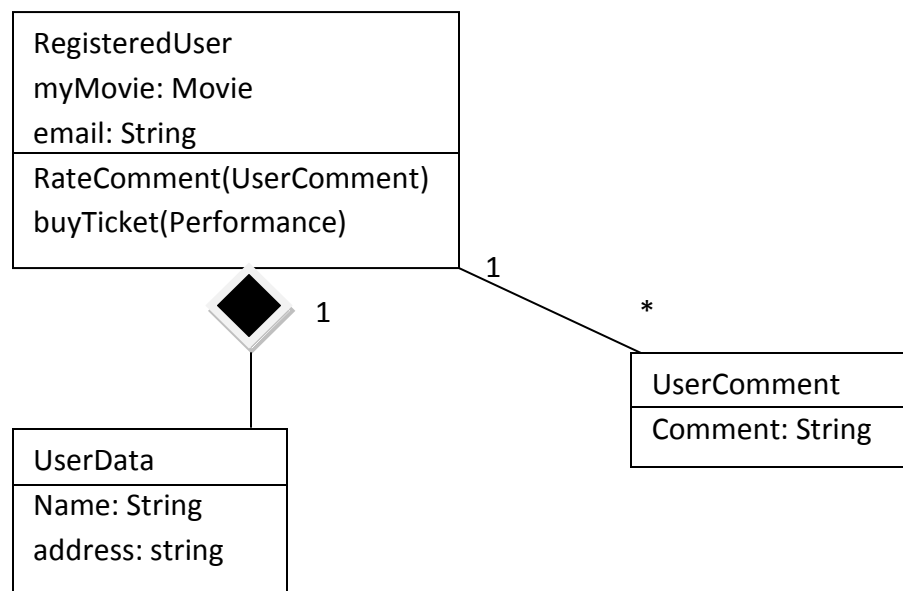 RegisteredUser
myMovie: Movie
email: String
RateComment(UserComment)
buyTicket(Performance)
1
1
*
UserComment
Comment: String
UserData
Name: String
address: string